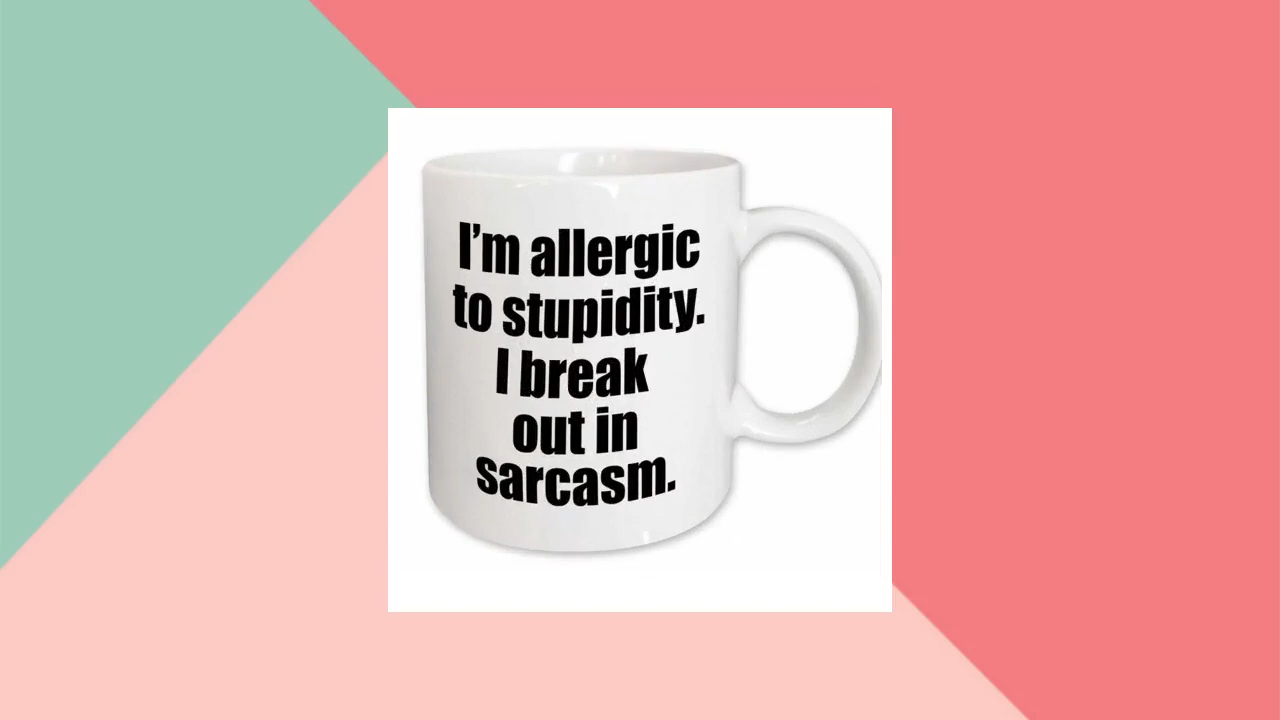 I’m allergic
to stupidity.
I break
out in
sarcasm.